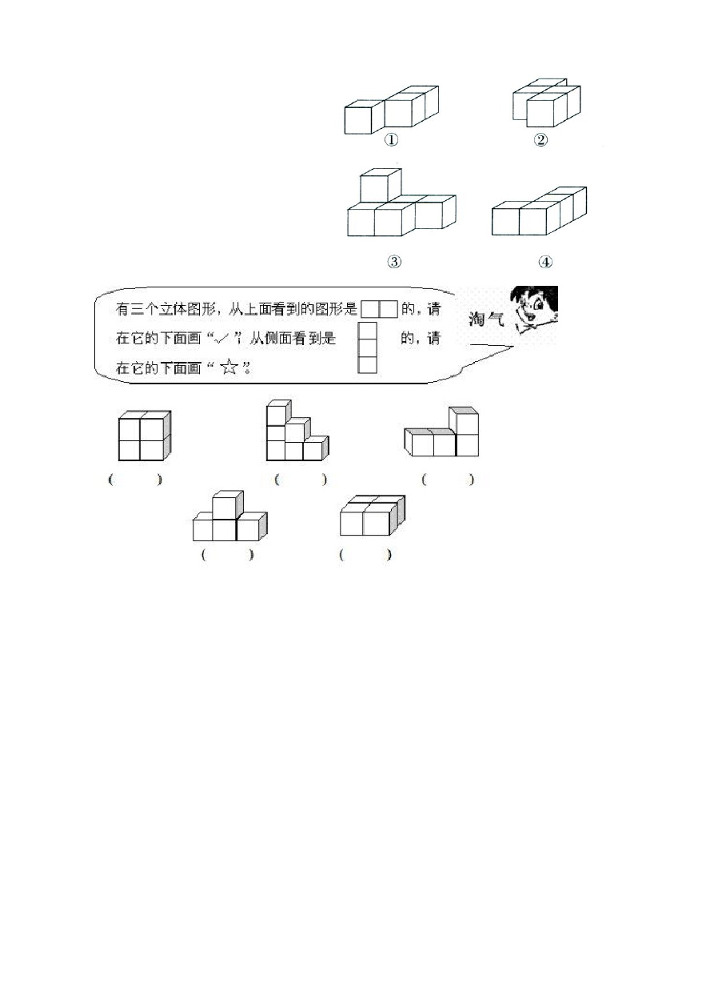 ① ②
③ ④
有三个立体图形，从上面看到的图形是 的，请
在它的下面画“✓”；从侧面看到是 的，请
在它的下面画“☆”。
淘气
( ) ( ) ( )
( ) ( )